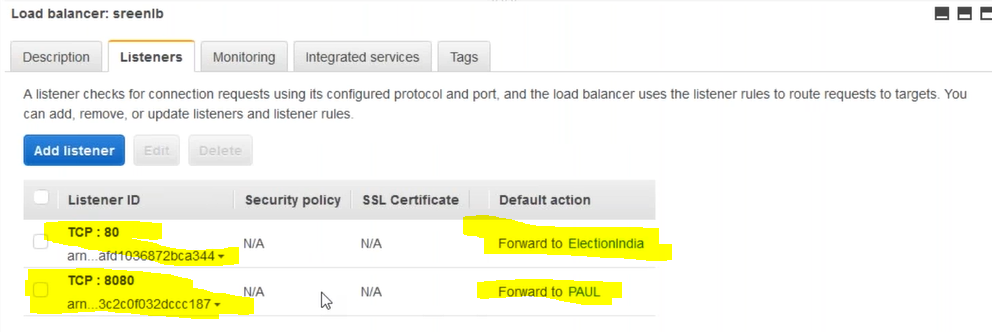 Load balancer: sreenlb
Description Listeners Monitoring Integrated services Tags
A listener checks for connection requests using its configured protocol and port, and the load balancer uses the listener rules to route requests to targets. You
can add, remove, or update listeners and listener rules.
Add listener Edit Delete
Listener ID Security policy SSL Certificate Default action
TCP : 80
N/A N/A Forward to ElectionIndia
arn...afd1036872bca344
TCP : 8080
N/A N/A Forward to PAUL
arn...3c2c0f032dccc187